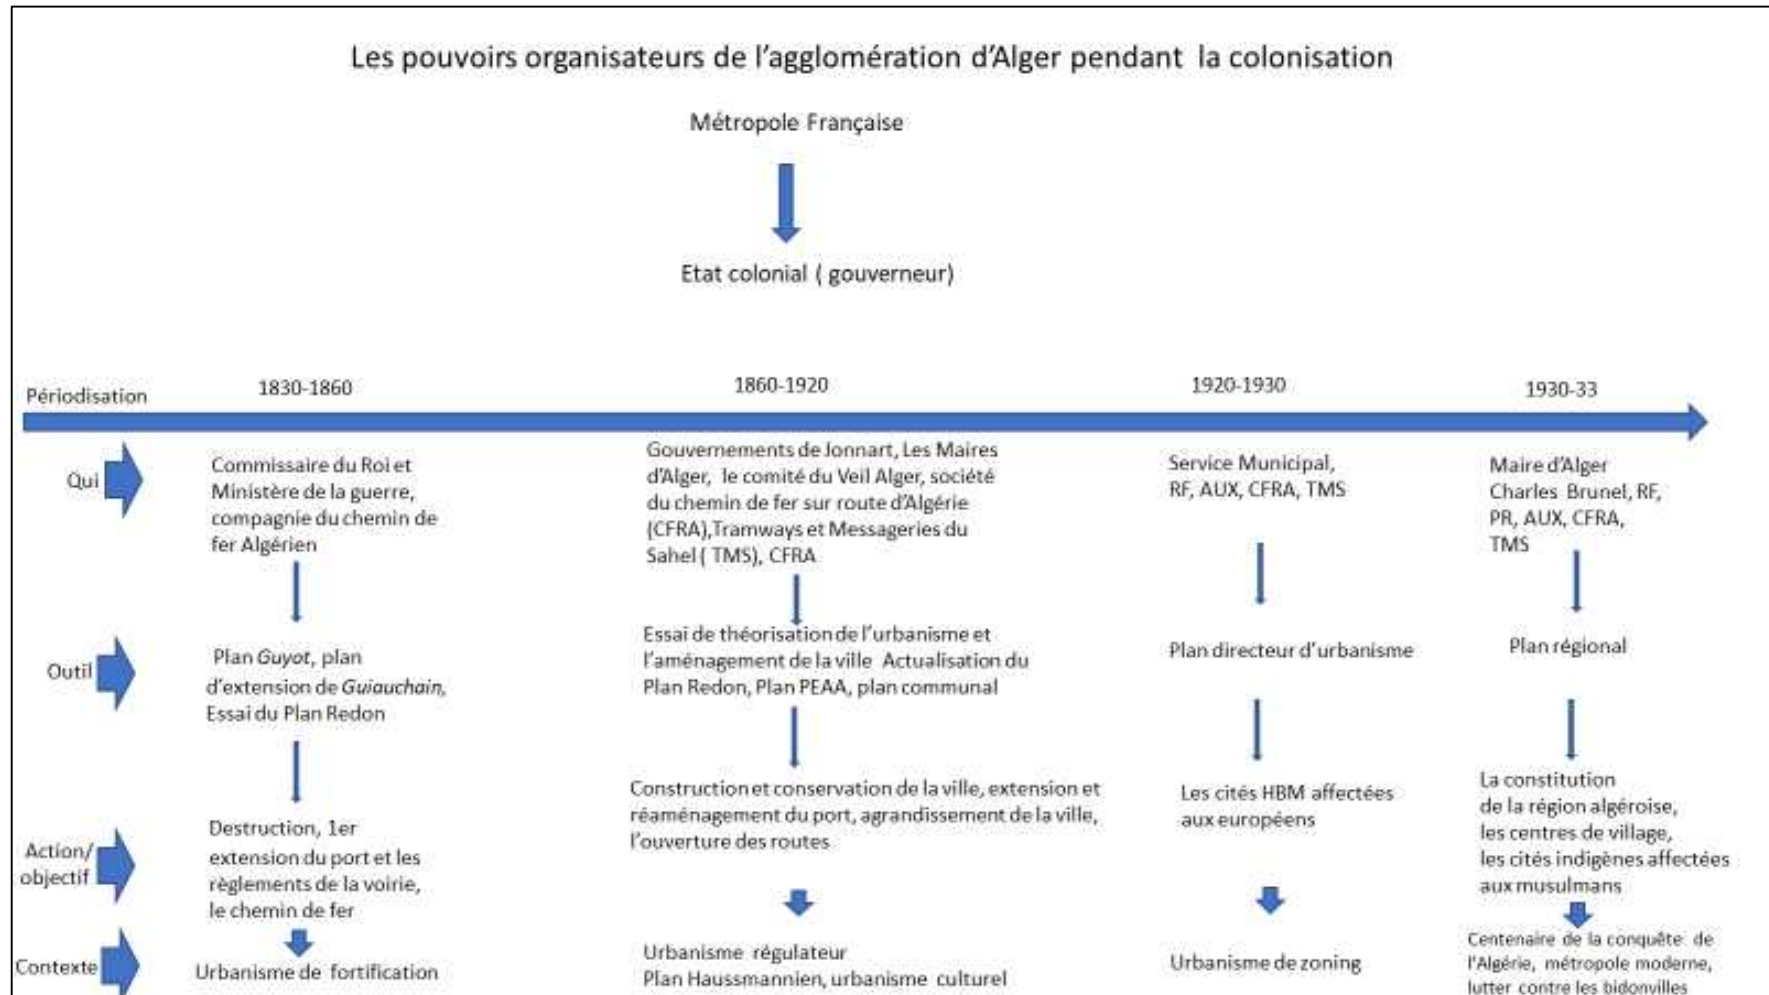 Les pouvoirs organisateurs de l'agglomération d'Alger pendant la colonisation
Métropole Française
Etat colonial ( gouverneur)
Périodisation
1830-1860
1860-1920
1920-1930
1930-33
Qui
Commissaire du Roi et
Ministère de la guerre,
compagnie du chemin de
fer Algérien
Gouvernements de Jonnart, Les Maires
d'Alger, le comité du Veil Alger, société
du chemin de fer sur route d'Algérie
(CFRA),Tramways et Messageries du
Sahel ( TMS), CFRA
Service Municipal,
RF, AUX, CFRA, TMS
Maire d'Alger
Charles Brunel, RF,
PR, AUX, CFRA,
TMS
Outil
Plan Guyot, plan
d'extension de Guiauchain,
Essai du Plan Redon
Essai de théorisation de l'urbanisme et
l'aménagement de la ville Actualisation du
Plan Redon, Plan PEAA, plan communal
Plan directeur d'urbanisme
Plan régional
Action/
objectif
Destruction, 1er
extension du port et les
règlements de la voirie,
le chemin de fer
Construction et conservation de la ville, extension et
réaménagement du port, agrandissement de la ville,
l'ouverture des routes
Les cités HBM affectées
aux européens
La constitution
de la région algéroise,
les centres de village,
les cités indigènes affectées
aux musulmans
Contexte
Urbanisme de fortification
Urbanisme régulateur
Plan Haussmannien, urbanisme culturel
Urbanisme de zoning
Centenaire de la conquête de
l'Algérie, métropole moderne,
lutter contre les bidonvilles